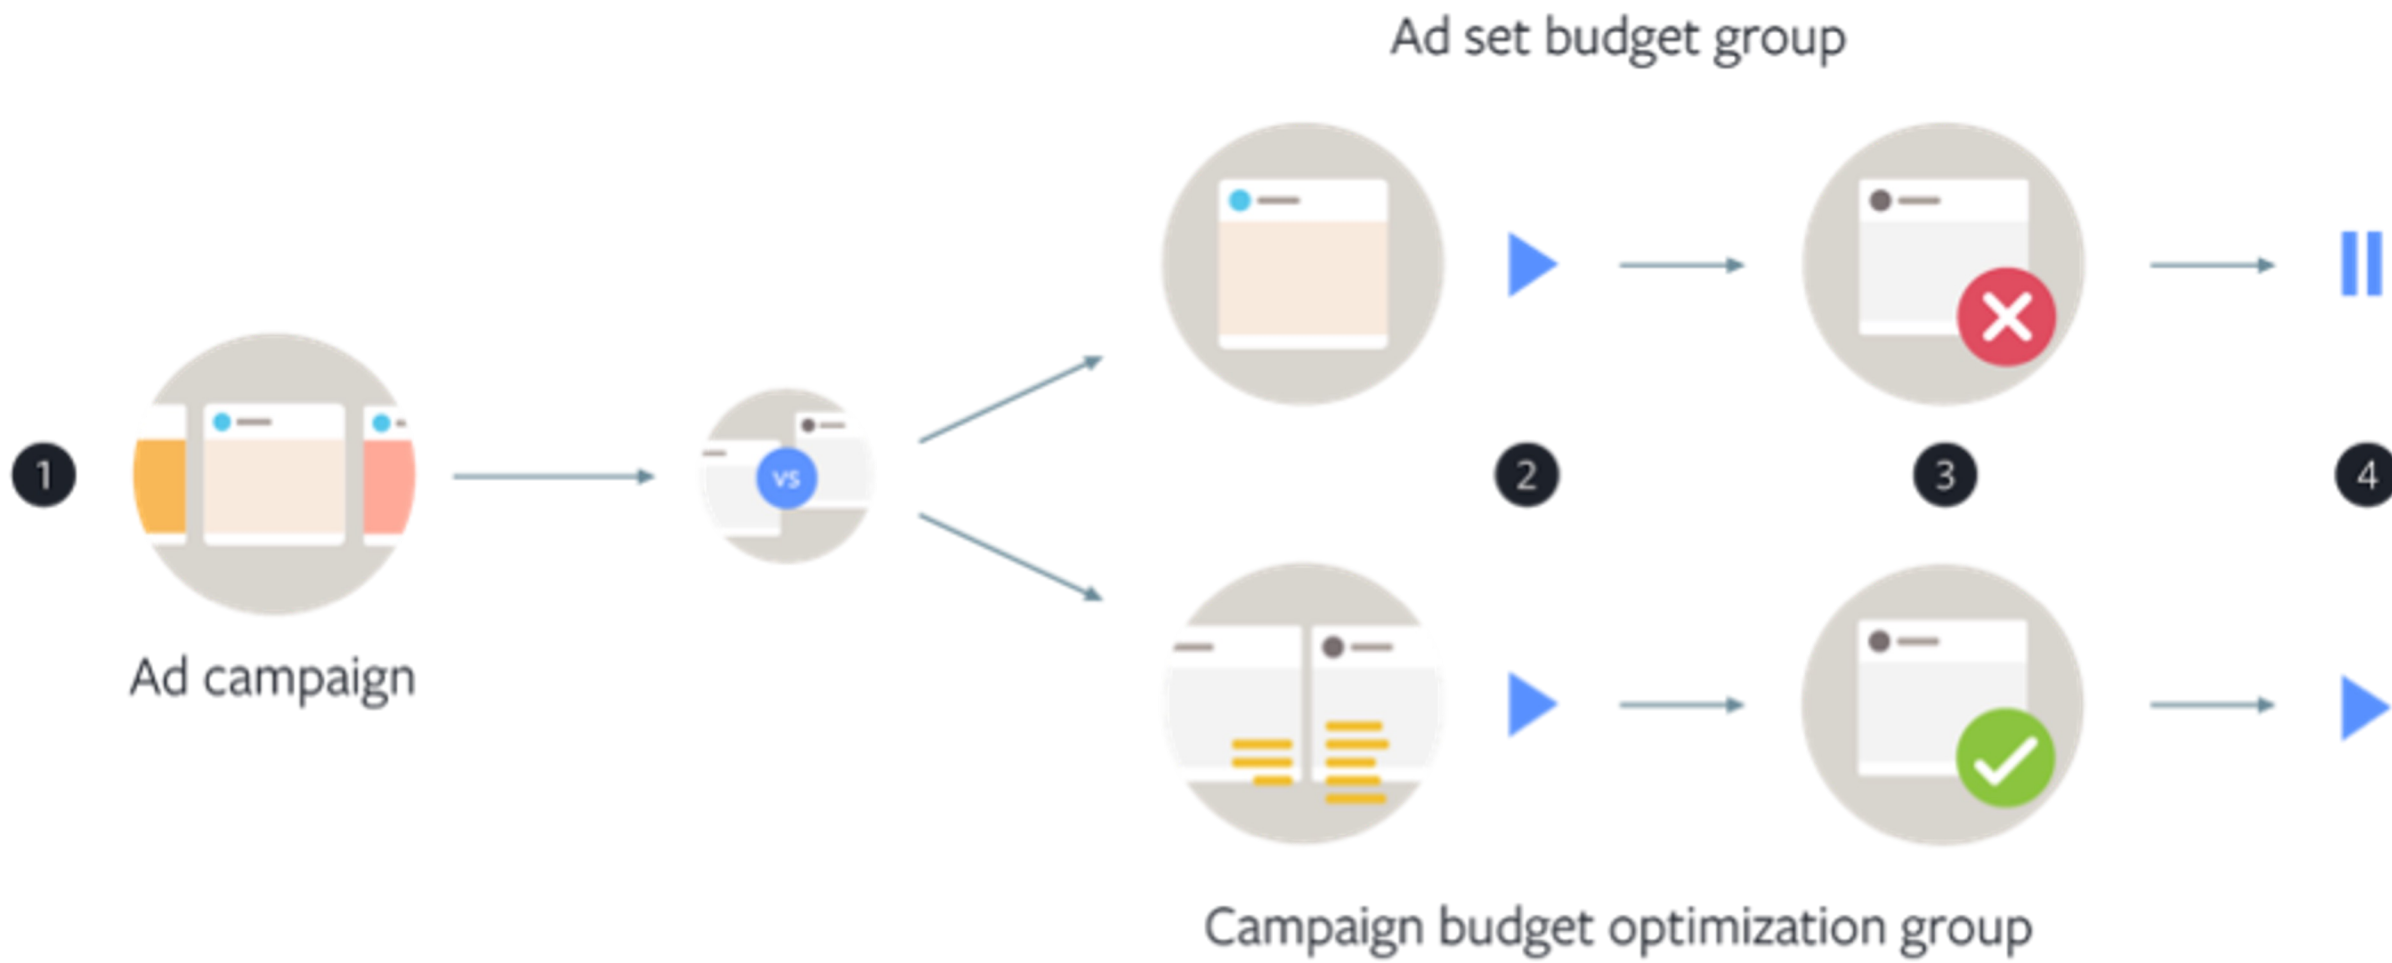 Ad set budget group
1
vs
2
3
4
Ad campaign
Campaign budget optimization group